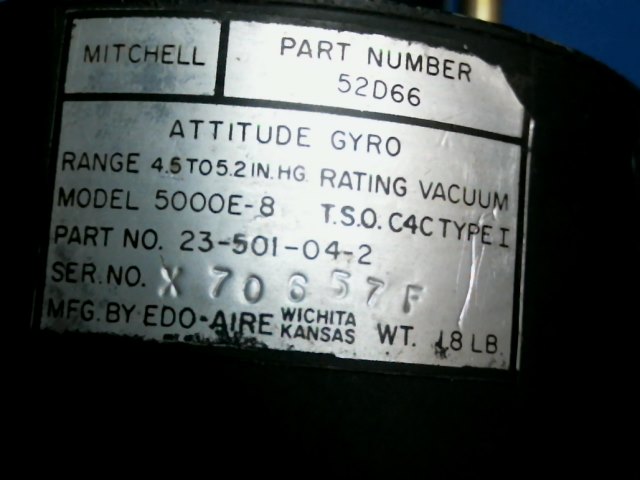 MITCHELL
PART NUMBER
52D66
ATTITUDE GYRO
RANGE 4.5 TO 5.2 IN. HG. RATING VACUUM
MODEL 5000E-8 T.S.O. C4C TYPE I
PART NO. 23-501-04-2
SER. NO. X 70657F
MFG. BY EDO-AIRE WICHITA KANSAS WT. 1.8 LB.